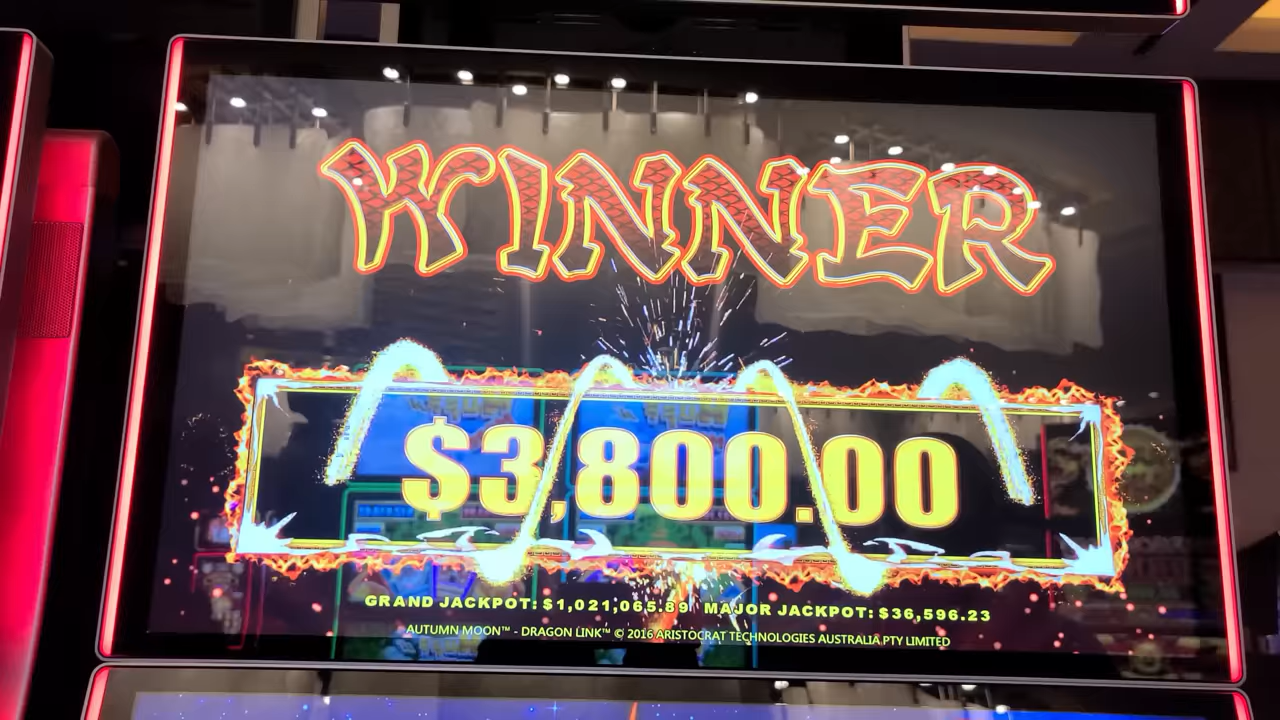 WINNER
$3,800.00
GRAND JACKPOT: $1,021,065.89 MAJOR JACKPOT: $36,596.23
AUTUMN MOON™ - DRAGON LINK™ © 2016 ARISTOCRAT TECHNOLOGIES AUSTRALIA PTY LIMITED